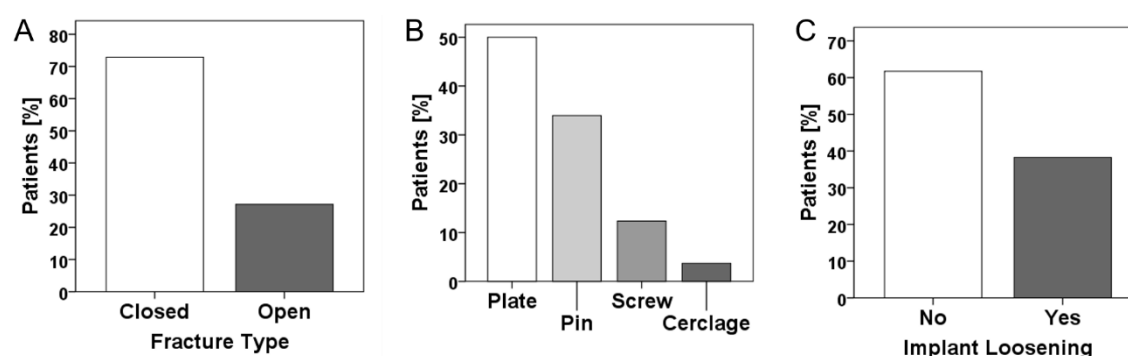 A
Patients [%]
80
70
60
50
40
30
20
10
0
Closed
Open
Fracture Type
B
Patients [%]
50
40
30
20
10
0
Plate
Pin
Screw
Cerclage
C
Patients [%]
70
60
50
40
30
20
10
0
No
Yes
Implant Loosening